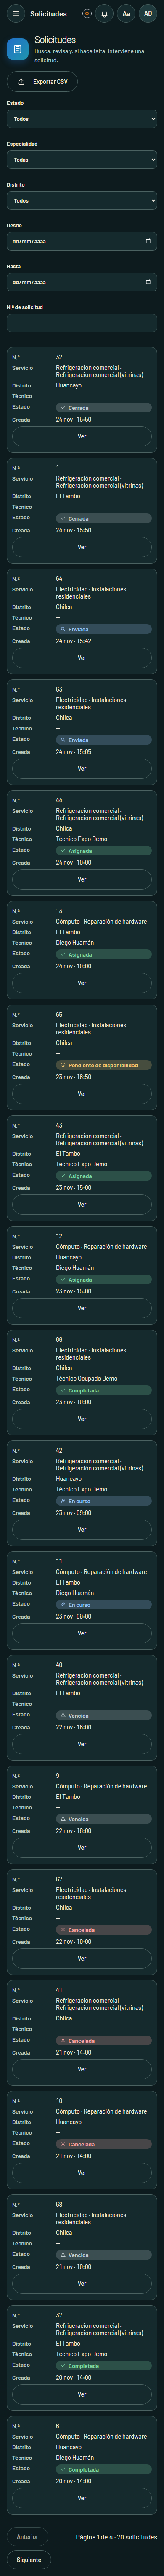 Solicitudes
Aa
AD
Solicitudes
Busca, revisa y, si hace falta, interviene una
solicitud.
Exportar CSV
Estado
Todos
Especialidad
Todas
Distrito
Todos
Desde
dd/mm/aaaa
Hasta
dd/mm/aaaa
N.º de solicitud
N.º 32
Servicio Refrigeración comercial ·
Refrigeración comercial (vitrinas)
Distrito Huancayo
Técnico —
Estado Cerrada
Creada 24 nov · 15:50
Ver
N.º 1
Servicio Refrigeración comercial ·
Refrigeración comercial (vitrinas)
Distrito El Tambo
Técnico —
Estado Cerrada
Creada 24 nov · 15:50
Ver
N.º 64
Servicio Electricidad · Instalaciones
residenciales
Distrito Chilca
Técnico —
Estado Enviada
Creada 24 nov · 15:42
Ver
N.º 63
Servicio Electricidad · Instalaciones
residenciales
Distrito Chilca
Técnico —
Estado Enviada
Creada 24 nov · 15:05
Ver
N.º 44
Servicio Refrigeración comercial ·
Refrigeración comercial (vitrinas)
Distrito Chilca
Técnico Técnico Expo Demo
Estado Asignada
Creada 24 nov · 10:00
Ver
N.º 13
Servicio Cómputo · Reparación de hardware
Distrito El Tambo
Técnico Diego Huamán
Estado Asignada
Creada 24 nov · 10:00
Ver
N.º 65
Servicio Electricidad · Instalaciones
residenciales
Distrito Chilca
Técnico —
Estado Pendiente de disponibilidad
Creada 23 nov · 16:50
Ver
N.º 43
Servicio Refrigeración comercial ·
Refrigeración comercial (vitrinas)
Distrito El Tambo
Técnico Técnico Expo Demo
Estado Asignada
Creada 23 nov · 15:00
Ver
N.º 12
Servicio Cómputo · Reparación de hardware
Distrito Huancayo
Técnico Diego Huamán
Estado Asignada
Creada 23 nov · 15:00
Ver
N.º 66
Servicio Electricidad · Instalaciones
residenciales
Distrito Chilca
Técnico Técnico Ocupado Demo
Estado Completada
Creada 23 nov · 10:00
Ver
N.º 42
Servicio Refrigeración comercial ·
Refrigeración comercial (vitrinas)
Distrito Huancayo
Técnico Técnico Expo Demo
Estado En curso
Creada 23 nov · 09:00
Ver
N.º 11
Servicio Cómputo · Reparación de hardware
Distrito El Tambo
Técnico Diego Huamán
Estado En curso
Creada 23 nov · 09:00
Ver
N.º 40
Servicio Refrigeración comercial ·
Refrigeración comercial (vitrinas)
Distrito El Tambo
Técnico —
Estado Vencida
Creada 22 nov · 16:00
Ver
N.º 9
Servicio Cómputo · Reparación de hardware
Distrito El Tambo
Técnico —
Estado Vencida
Creada 22 nov · 16:00
Ver
N.º 67
Servicio Electricidad · Instalaciones
residenciales
Distrito Chilca
Técnico —
Estado Cancelada
Creada 22 nov · 10:00
Ver
N.º 41
Servicio Refrigeración comercial ·
Refrigeración comercial (vitrinas)
Distrito Chilca
Técnico —
Estado Cancelada
Creada 21 nov · 14:00
Ver
N.º 10
Servicio Cómputo · Reparación de hardware
Distrito Huancayo
Técnico —
Estado Cancelada
Creada 21 nov · 14:00
Ver
N.º 68
Servicio Electricidad · Instalaciones
residenciales
Distrito Chilca
Técnico —
Estado Vencida
Creada 21 nov · 10:00
Ver
N.º 37
Servicio Refrigeración comercial ·
Refrigeración comercial (vitrinas)
Distrito El Tambo
Técnico Técnico Expo Demo
Estado Completada
Creada 20 nov · 14:00
Ver
N.º 6
Servicio Cómputo · Reparación de hardware
Distrito Huancayo
Técnico Diego Huamán
Estado Completada
Creada 20 nov · 14:00
Ver
Anterior
Página 1 de 4 · 70 solicitudes
Siguiente